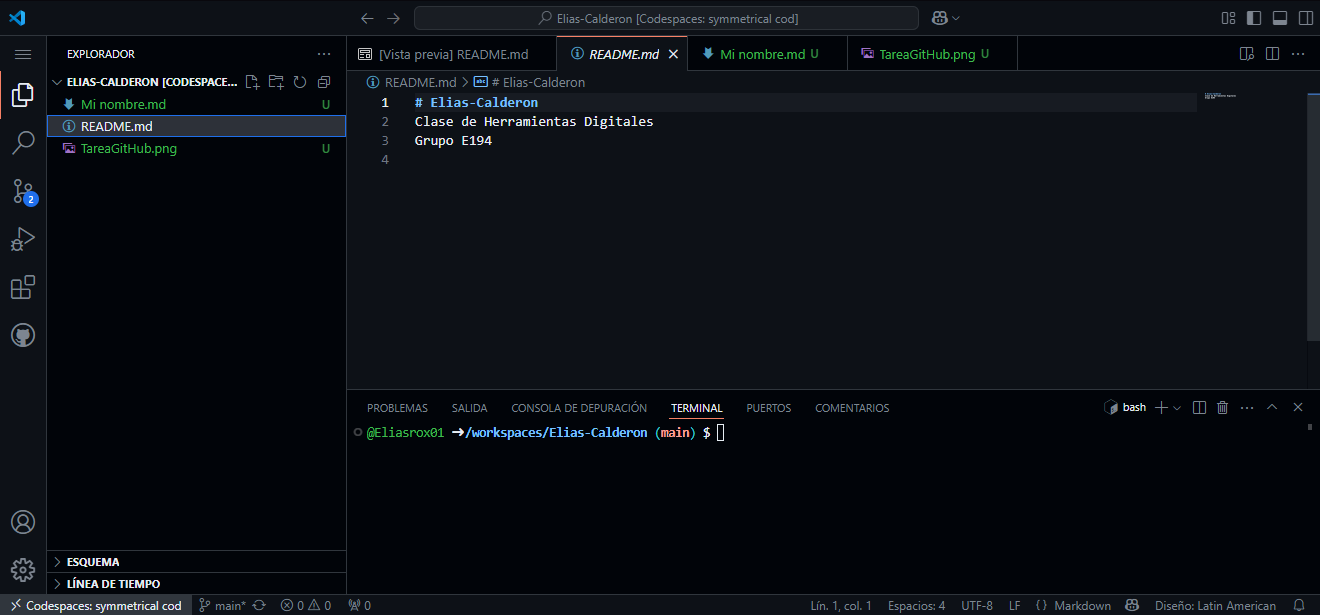 Elias-Calderon [Codespaces: symmetrical cod]
EXPLORADOR
ELIAS-CALDERON [CODESPACE...
Mi nombre.md U
README.md
TareaGitHub.png U
2
[Vista previa] README.md
README.md
Mi nombre.md U
TareaGitHub.png U
README.md > # Elias-Calderon
1 # Elias-Calderon
2 Clase de Herramientas Digitales
3 Grupo E194
4
PROBLEMAS SALIDA CONSOLA DE DEPURACIÓN TERMINAL PUERTOS COMENTARIOS
bash
@Eliasrox01 ➜/workspaces/Elias-Calderon (main) $
ESQUEMA
LÍNEA DE TIEMPO
Codespaces: symmetrical cod main* 0 0 0 Lín. 1, col. 1 Espacios: 4 UTF-8 LF {} Markdown Diseño: Latin American